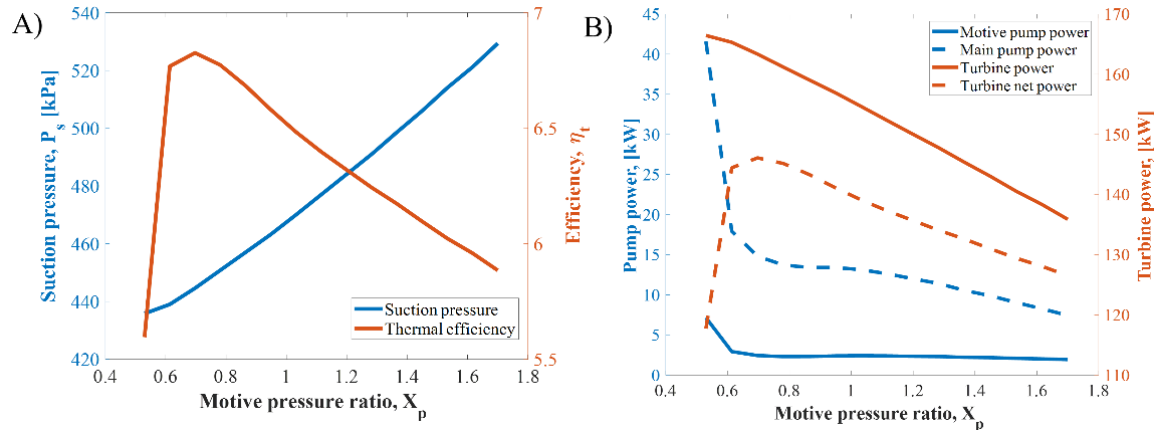 A)
Suction pressure, P_s [kPa]
540
520
500
480
460
440
420
Suction pressure
Thermal efficiency
0.4 0.6 0.8 1 1.2 1.4 1.6 1.8
Motive pressure ratio, X_p
7
6.5
6
5.5
Efficiency, η_t
B)
Pump power, [kW]
45
40
35
30
25
20
15
10
5
0
Motive pump power
Main pump power
Turbine power
Turbine net power
0.4 0.6 0.8 1 1.2 1.4 1.6 1.8
Motive pressure ratio, X_p
170
160
150
140
130
120
110
Turbine power, [kW]